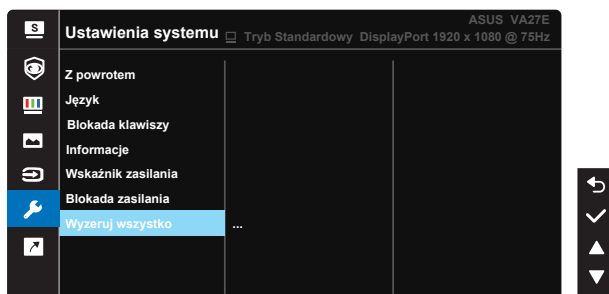 S
Ustawienia systemu
ASUS VA27E
Tryb Standardowy DisplayPort 1920 x 1080 @ 75Hz
Z powrotem
Język
Blokada klawiszy
Informacje
Wskaźnik zasilania
Blokada zasilania
Wyzeruj wszystko ...